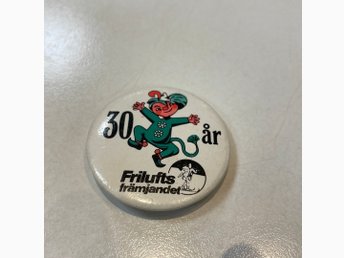 30 år
Frilufts
främjandet